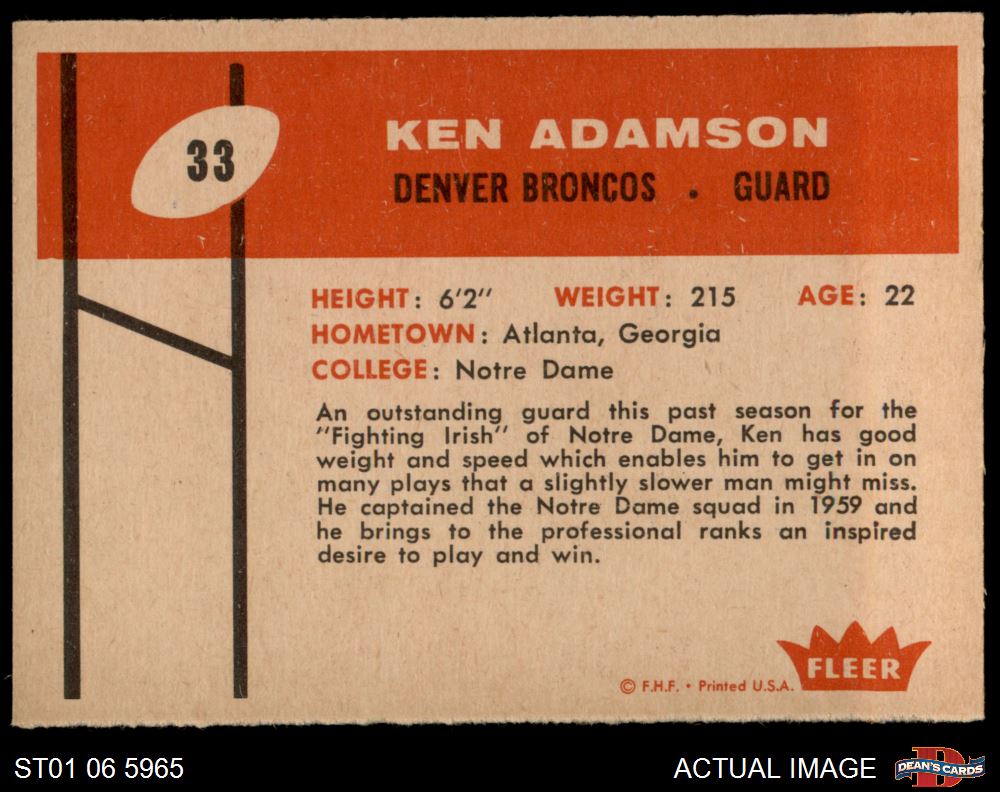 33
KEN ADAMSON
DENVER BRONCOS . GUARD
HEIGHT: 6'2" WEIGHT: 215 AGE: 22
HOMETOWN: Atlanta, Georgia
COLLEGE: Notre Dame
An outstanding guard this past season for the
"Fighting Irish" of Notre Dame, Ken has good
weight and speed which enables him to get in on
many plays that a slightly slower man might miss.
He captained the Notre Dame squad in 1959 and
he brings to the professional ranks an inspired
desire to play and win.
FLEER
© F.H.F. • Printed U.S.A.
ST01 06 5965
ACTUAL IMAGE
D
DEAN'S CARDS